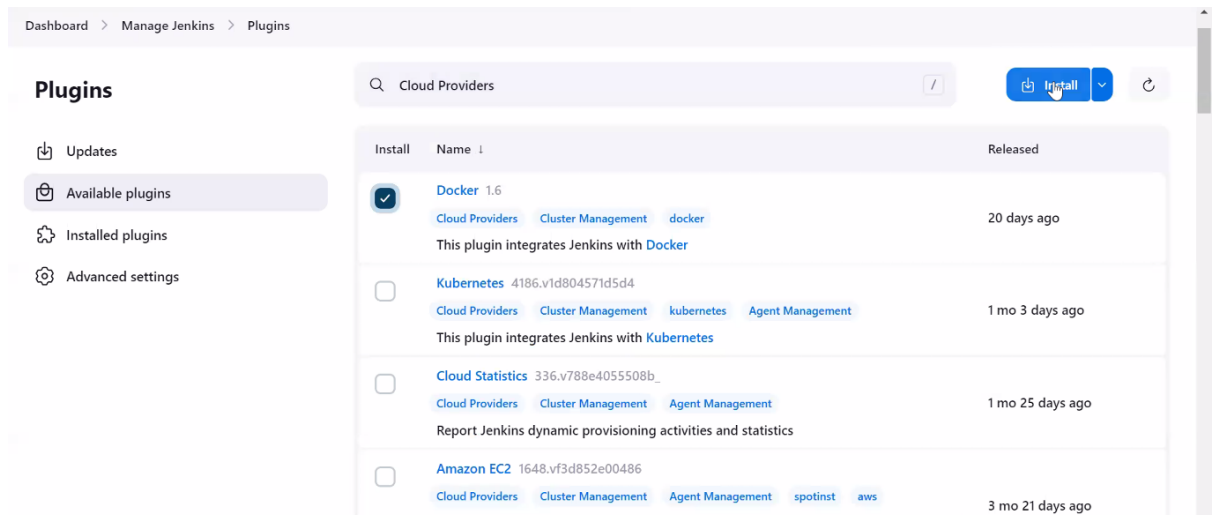 Dashboard > Manage Jenkins > Plugins
Plugins
Updates
Available plugins
Installed plugins
Advanced settings
Cloud Providers /
Install
Install Name ↓ Released
Docker 1.6
Cloud Providers Cluster Management docker
20 days ago
This plugin integrates Jenkins with Docker
Kubernetes 4186.v1d804571d5d4
Cloud Providers Cluster Management kubernetes Agent Management
1 mo 3 days ago
This plugin integrates Jenkins with Kubernetes
Cloud Statistics 336.v788e4055508b_
Cloud Providers Cluster Management Agent Management
1 mo 25 days ago
Report Jenkins dynamic provisioning activities and statistics
Amazon EC2 1648.vf3d852e00486
Cloud Providers Cluster Management Agent Management spotinst aws
3 mo 21 days ago